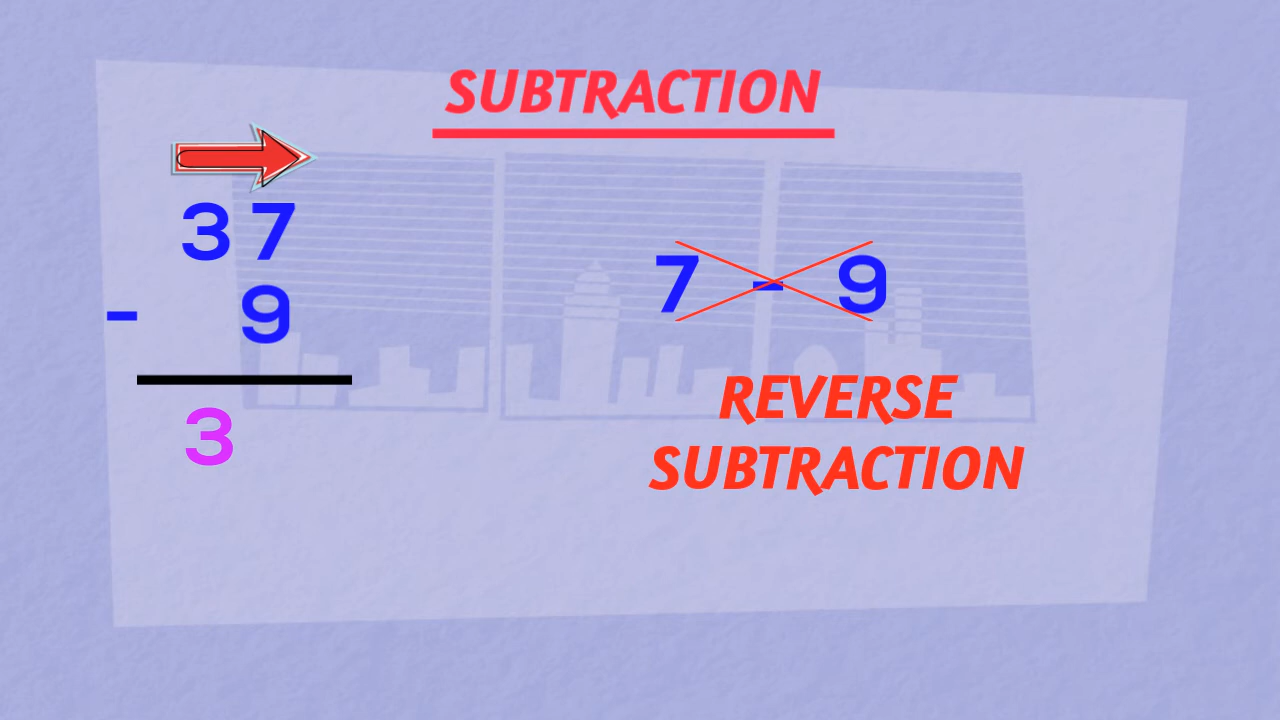 SUBTRACTION
37
- 9
3
7 - 9
REVERSE
SUBTRACTION